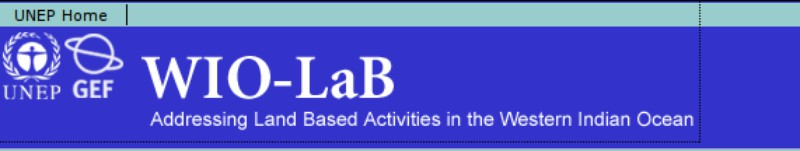 UNEP Home
UNEP GEF WIO-LaB
Addressing Land Based Activities in the Western Indian Ocean